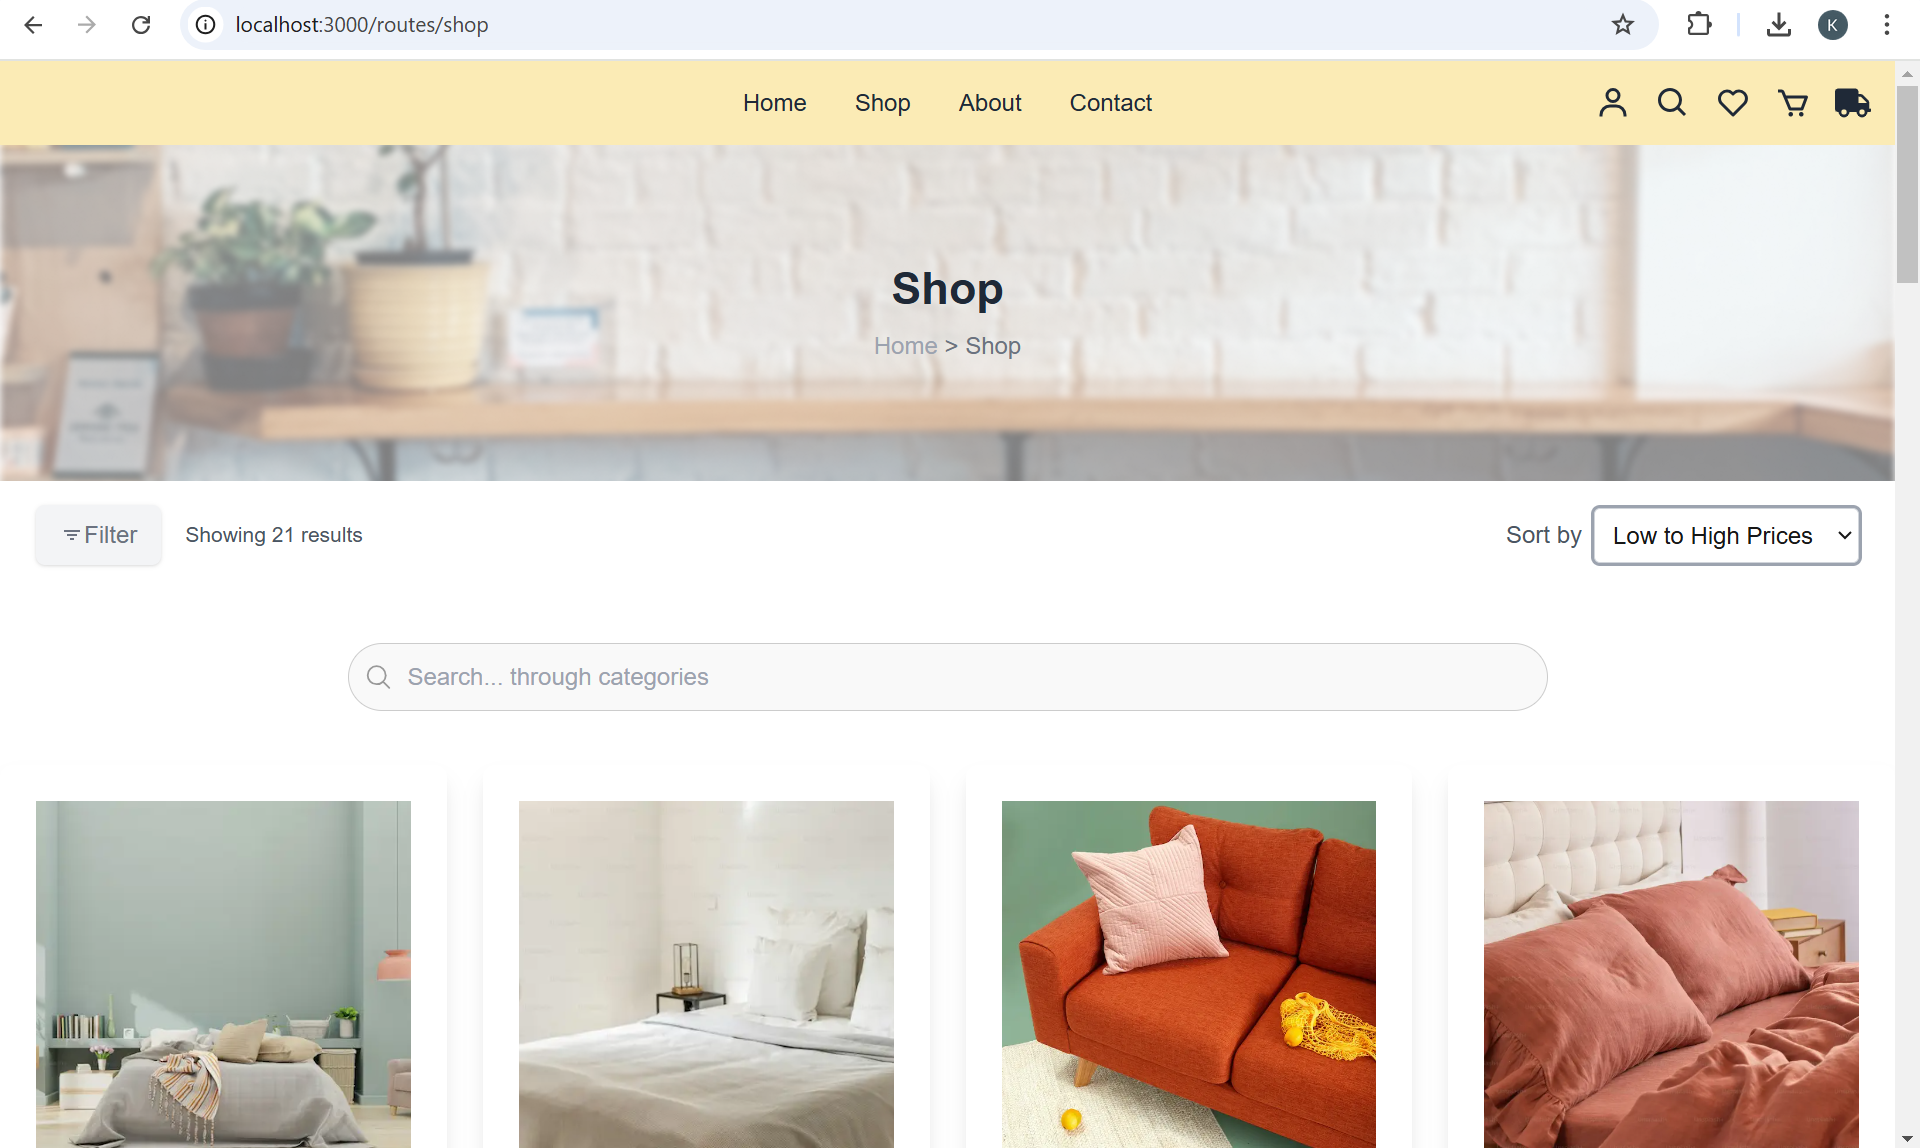 localhost:3000/routes/shop
K
Home Shop About Contact
Shop
Home > Shop
Filter
Showing 21 results
Sort by Low to High Prices
Search... through categories